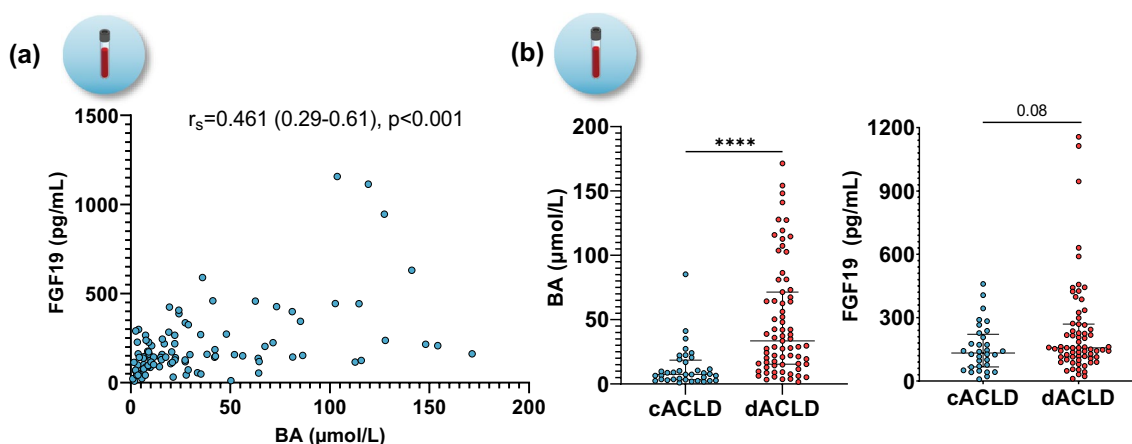 (a)
r_s=0.461 (0.29-0.61), p<0.001
FGF19 (pg/mL)
1500
1000
500
0
0 50 100 150 200
BA (µmol/L)
(b)
BA (µmol/L)
200
150
100
50
0
****
cACLD dACLD
FGF19 (pg/mL)
1200
900
600
300
0
0.08
cACLD dACLD